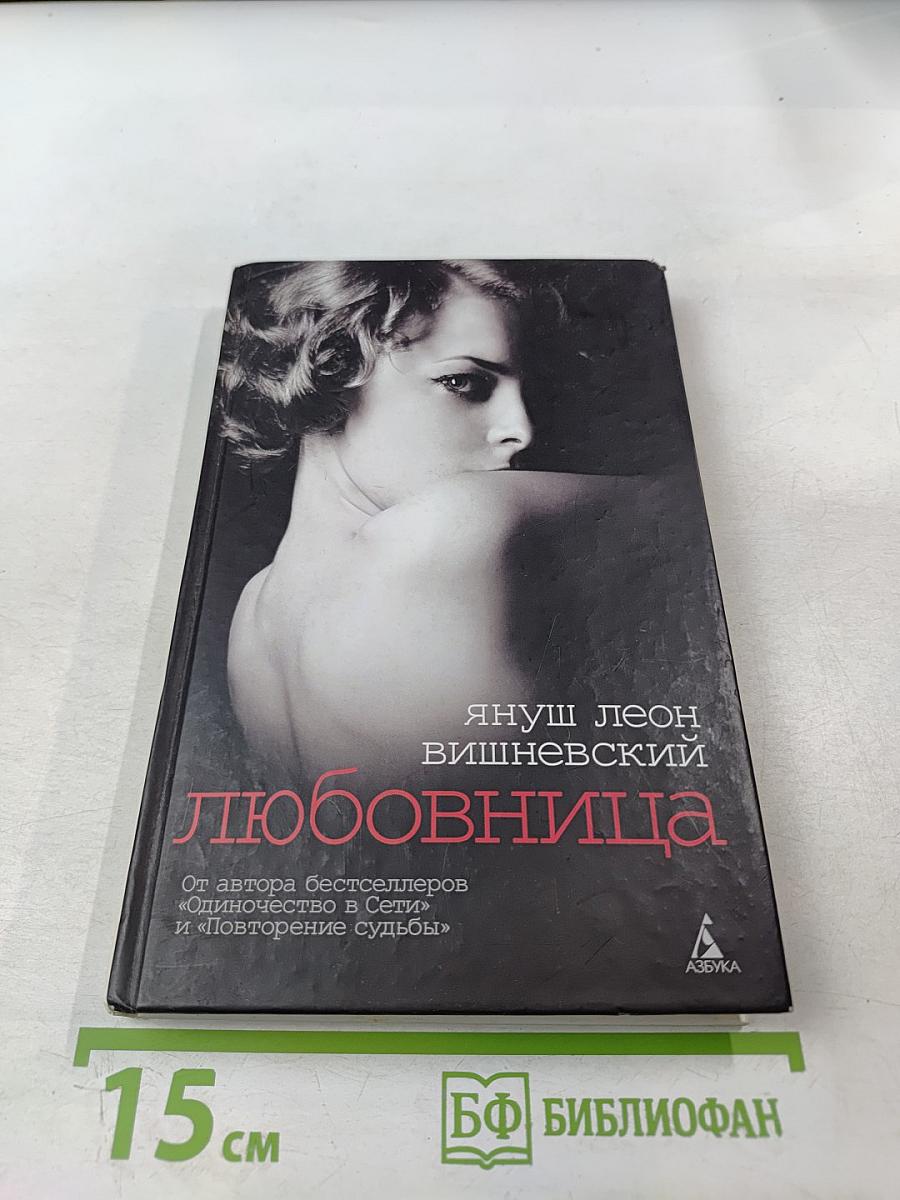 януш леон
вишневский
любовница
От автора бестселлеров
«Одиночество в Сети»
и «Повторение судьбы»
АЗБУКА
15 см
БФ БИБЛИОФАН